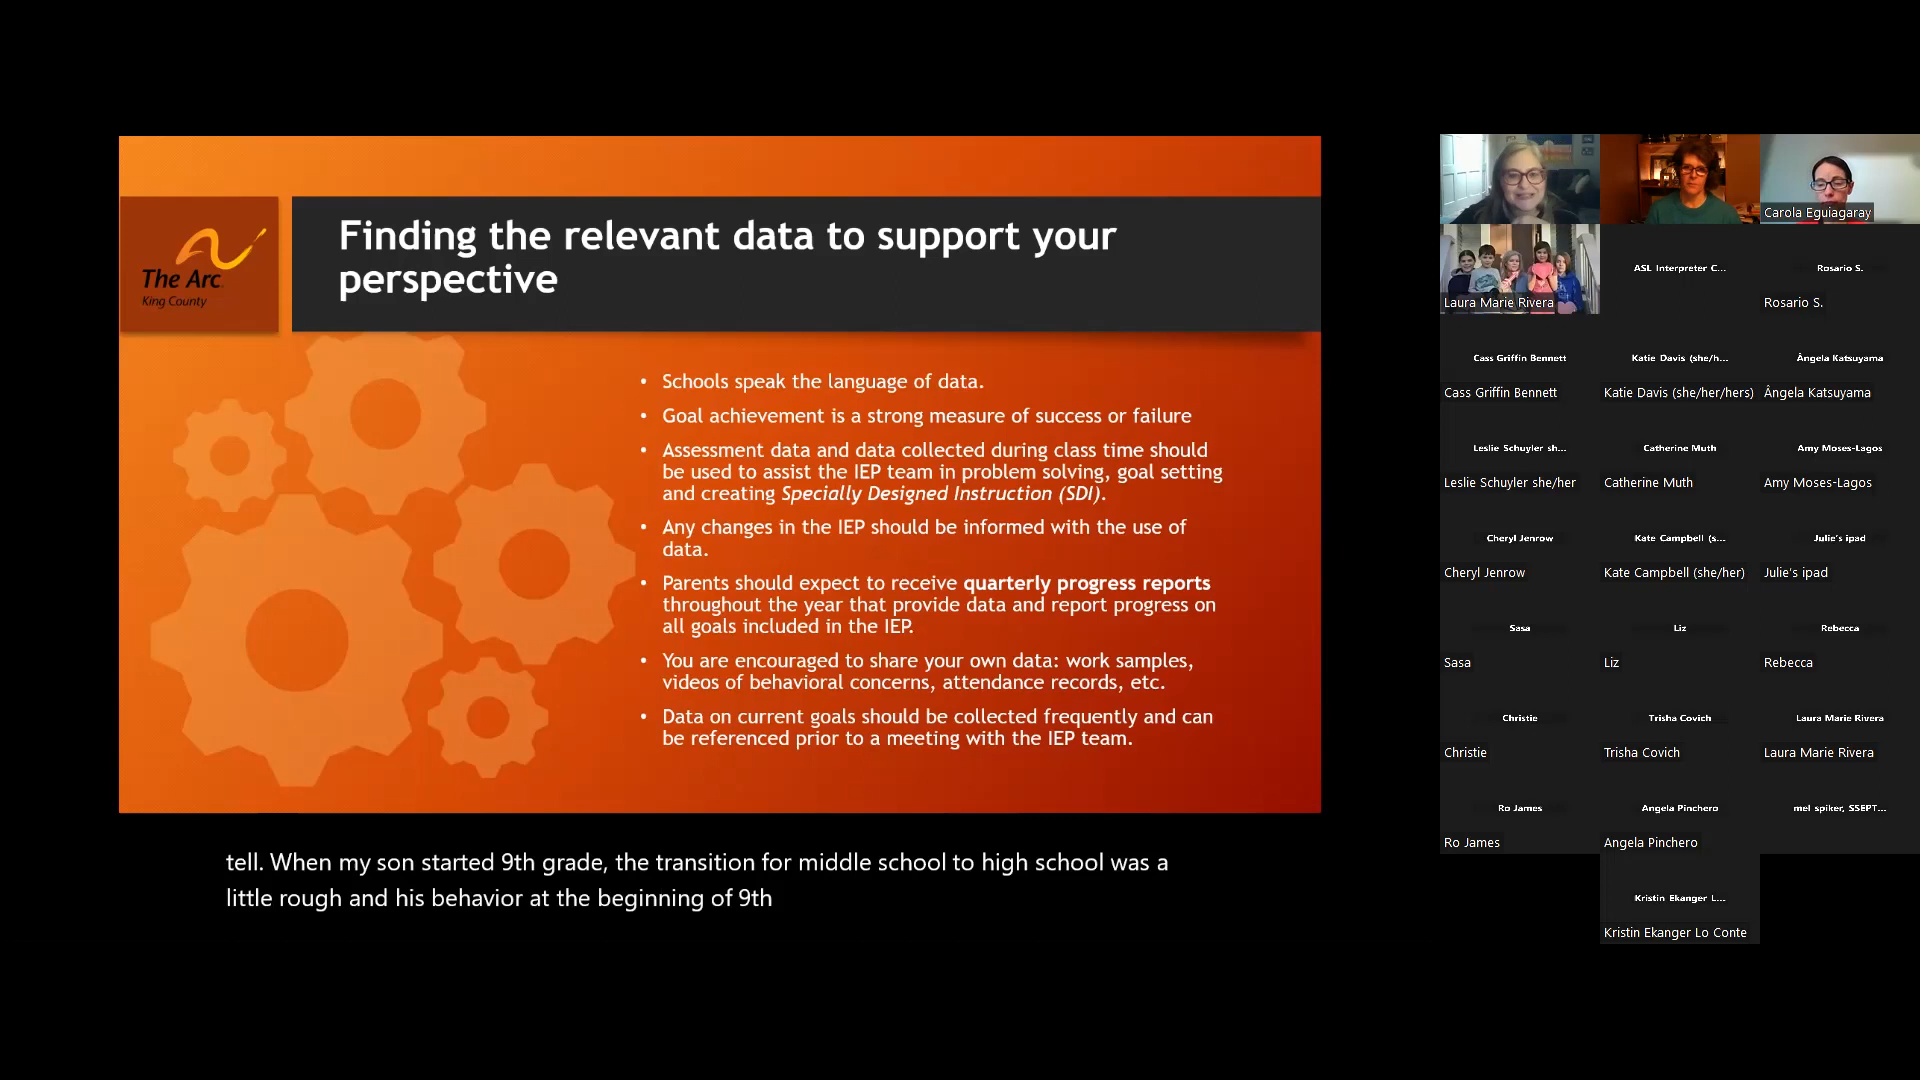 The Arc
King County
Finding the relevant data to support your
perspective
• Schools speak the language of data.
• Goal achievement is a strong measure of success or failure
• Assessment data and data collected during class time should
be used to assist the IEP team in problem solving, goal setting
and creating Specially Designed Instruction (SDI).
• Any changes in the IEP should be informed with the use of
data.
• Parents should expect to receive quarterly progress reports
throughout the year that provide data and report progress on
all goals included in the IEP.
• You are encouraged to share your own data: work samples,
videos of behavioral concerns, attendance records, etc.
• Data on current goals should be collected frequently and can
be referenced prior to a meeting with the IEP team.
tell. When my son started 9th grade, the transition for middle school to high school was a
little rough and his behavior at the beginning of 9th
Carola Eguiagaray
Laura Marie Rivera
ASL Interpreter C...
Rosario S.
Rosario S.
Cass Griffin Bennett
Katie Davis (she/h...
Ângela Katsuyama
Cass Griffin Bennett
Katie Davis (she/her/hers)
Ângela Katsuyama
Leslie Schuyler sh...
Catherine Muth
Amy Moses-Lagos
Leslie Schuyler she/her
Catherine Muth
Amy Moses-Lagos
Cheryl Jenrow
Kate Campbell (s...
Julie's ipad
Cheryl Jenrow
Kate Campbell (she/her)
Julie's ipad
Sasa
Liz
Rebecca
Sasa
Liz
Rebecca
Christie
Trisha Covich
Laura Marie Rivera
Christie
Trisha Covich
Laura Marie Rivera
Ro James
Angela Pinchero
mel spiker, SSEPT...
Ro James
Angela Pinchero
Kristin Ekanger L...
Kristin Ekanger Lo Conte